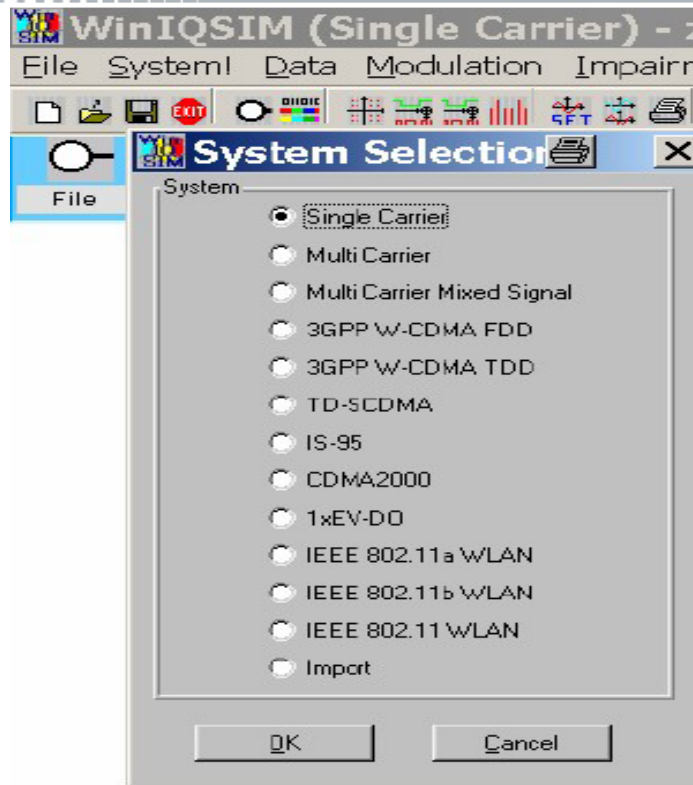 WinIQSIM (Single Carrier) -
File System! Data Modulation
EXIT
SET
System Selection
File
System
Single Carrier
Multi Carrier
Multi Carrier Mixed Signal
3GPP W-CDMA FDD
3GPP W-CDMA TDD
TD-SCDMA
IS-95
CDMA2000
1xEV-DO
IEEE 802.11a WLAN
IEEE 802.11b WLAN
IEEE 802.11 WLAN
Import
OK Cancel